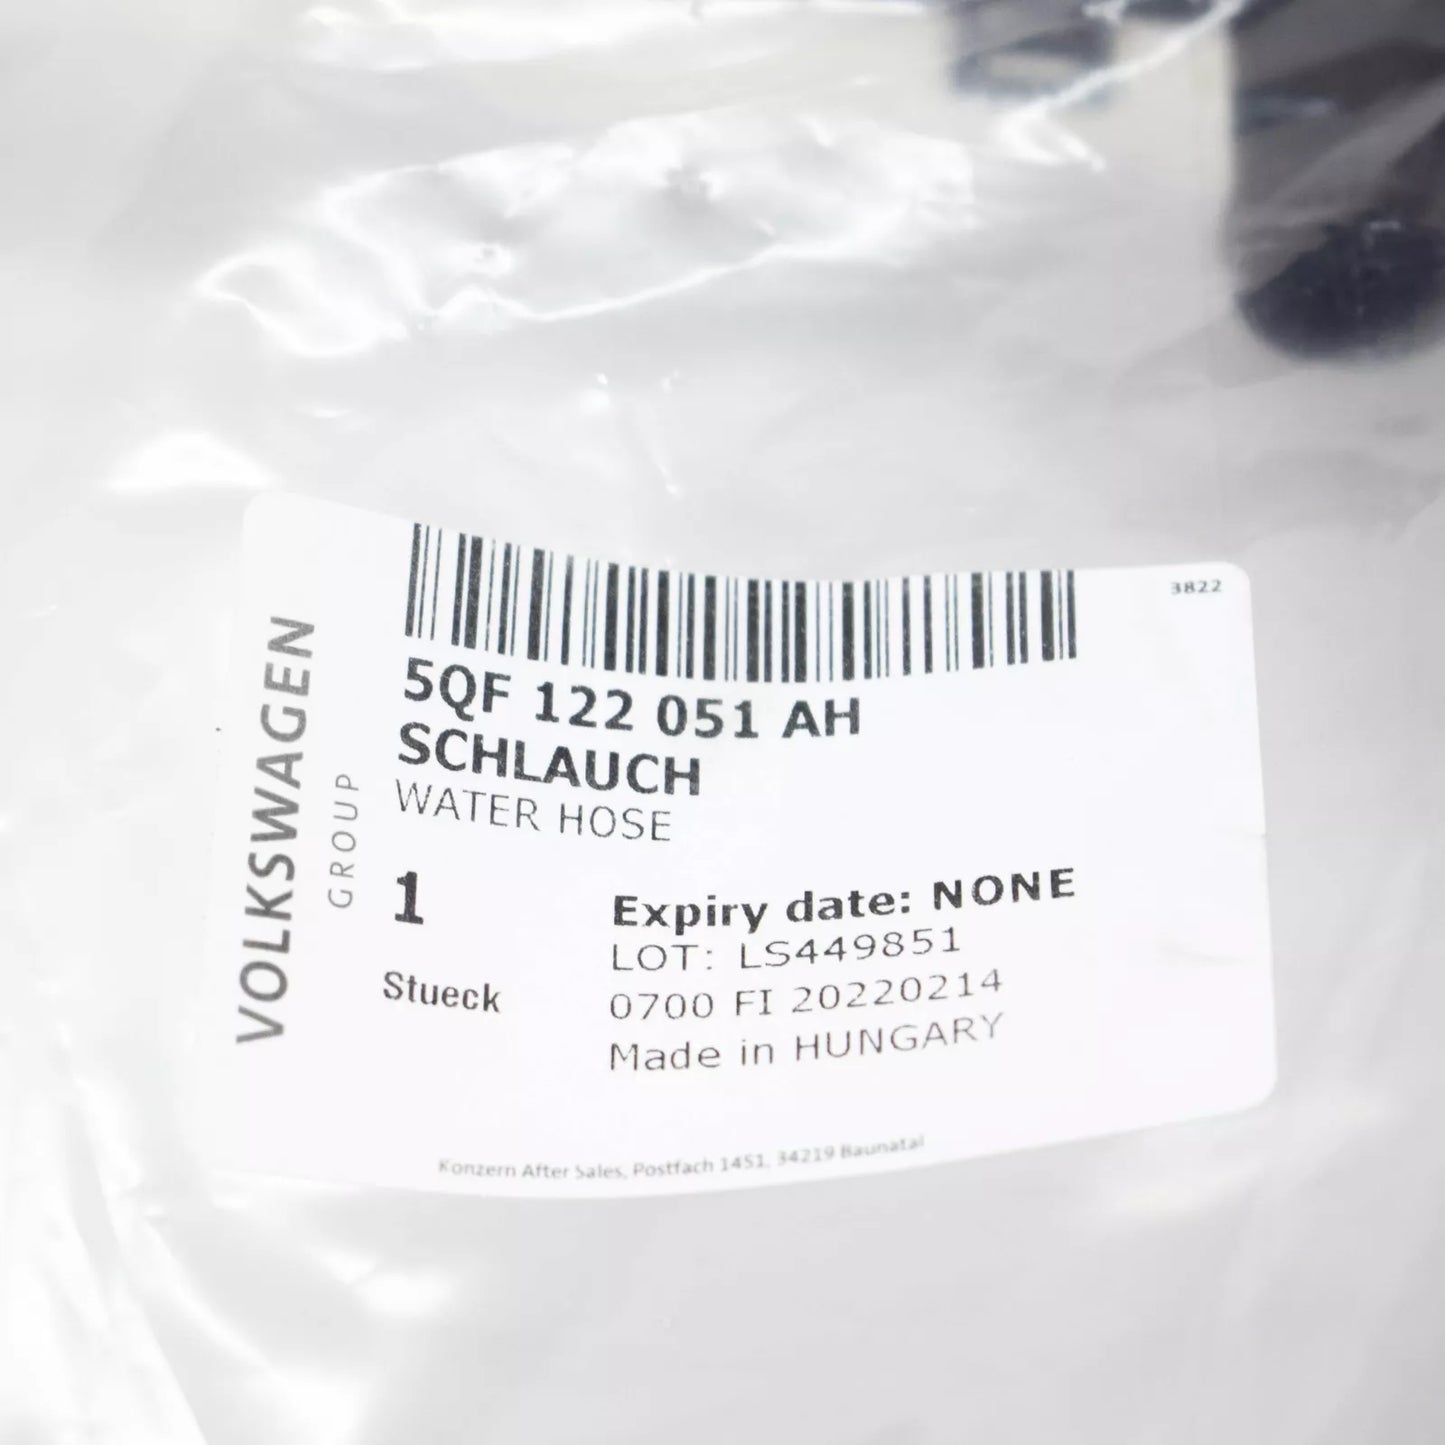 3822
5QF 122 051 AH
SCHLAUCH
WATER HOSE
VOLKSWAGEN
GROUP
1
Stueck
Expiry date: NONE
LOT: LS449851
0700 FI 20220214
Made in HUNGARY
Konzern After Sales, Postfach 1451, 34219 Baunatal